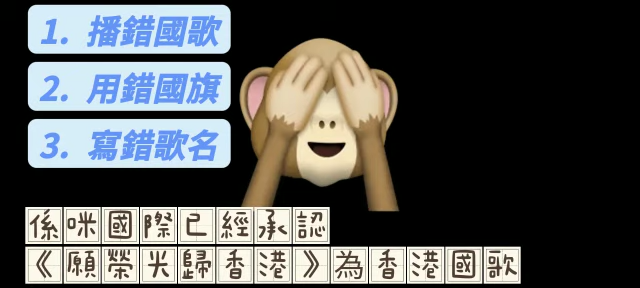 1. 播錯國歌
2. 用錯國旗
3. 寫錯歌名
係咪國際已經承認
《願榮光歸香港》為香港國歌